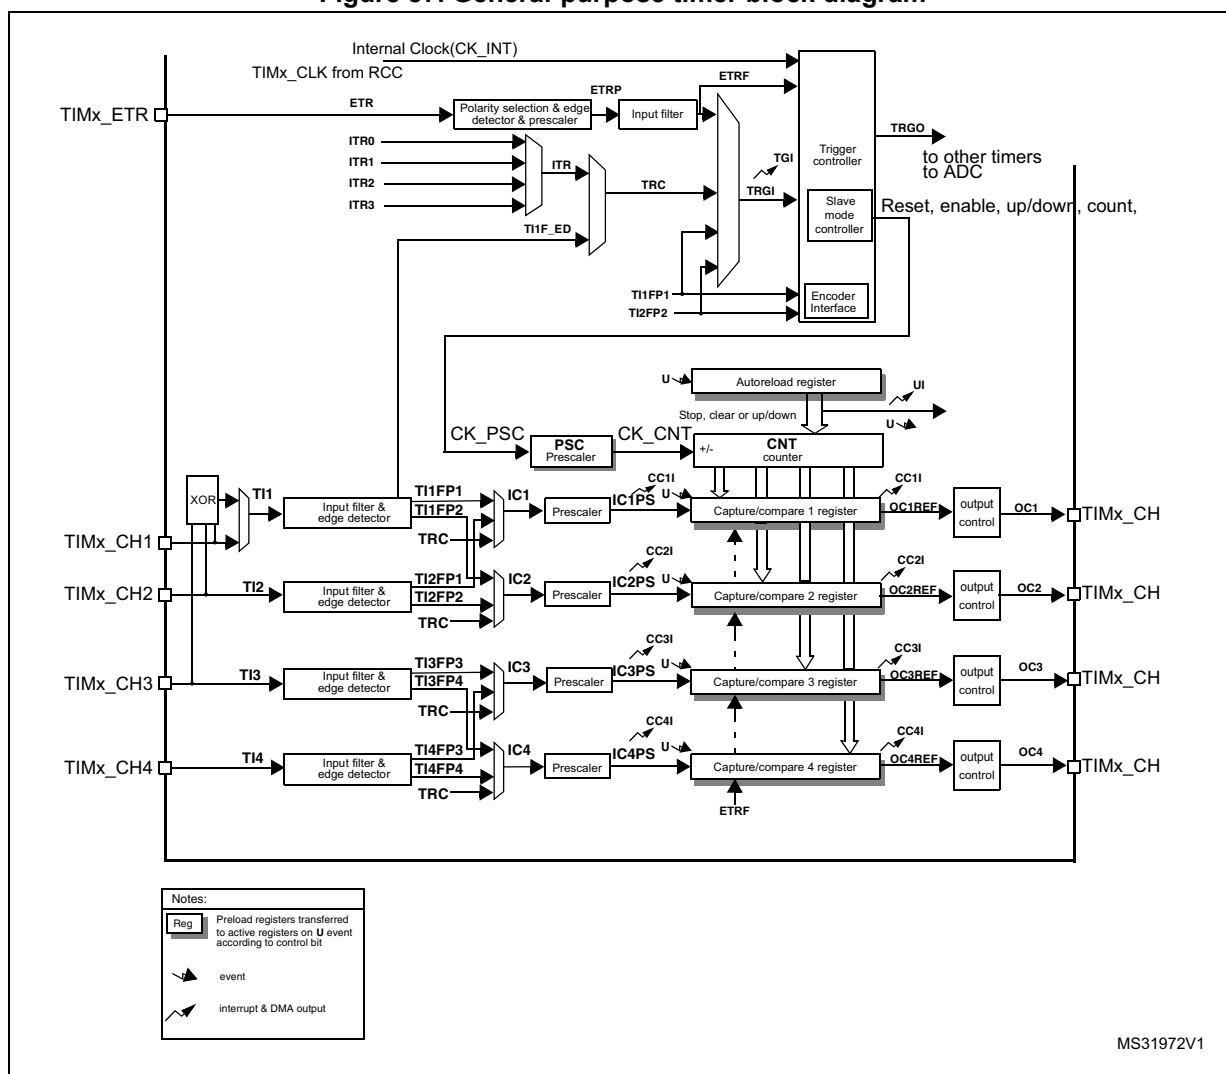 Figure 87. General-purpose timer block diagram
Internal Clock(CK_INT)
TIMx_CLK from RCC
ETRF
TIMx_ETR
ETR
Polarity selection & edge
detector & prescaler
ETRP
Input filter
ITR0
ITR1
ITR2
ITR3
ITR
TRC
TI1F_ED
TGI
TRGI
Trigger
controller
TRGO
to other timers
to ADC
Slave
mode
controller
Reset, enable, up/down, count,
TI1FP1
TI2FP2
Encoder
Interface
U
Autoreload register
UI
Stop, clear or up/down
U
CK_PSC
PSC
Prescaler
CK_CNT
+/-
CNT
counter
XOR
TI1
Input filter &
edge detector
TI1FP1
TI1FP2
TRC
IC1
Prescaler
IC1PS
CC1I
U
Capture/compare 1 register
CC1I
OC1REF
output
control
OC1
TIMx_CH
TIMx_CH1
TIMx_CH2
TI2
Input filter &
edge detector
TI2FP1
TI2FP2
TRC
IC2
Prescaler
IC2PS
CC2I
U
Capture/compare 2 register
CC2I
OC2REF
output
control
OC2
TIMx_CH
TIMx_CH3
TI3
Input filter &
edge detector
TI3FP3
TI3FP4
TRC
IC3
Prescaler
IC3PS
CC3I
U
Capture/compare 3 register
CC3I
OC3REF
output
control
OC3
TIMx_CH
TIMx_CH4
TI4
Input filter &
edge detector
TI4FP3
TI4FP4
TRC
IC4
Prescaler
IC4PS
CC4I
U
Capture/compare 4 register
CC4I
OC4REF
output
control
OC4
TIMx_CH
ETRF
Notes:
Reg
Preload registers transferred
to active registers on U event
according to control bit
event
interrupt & DMA output
MS31972V1